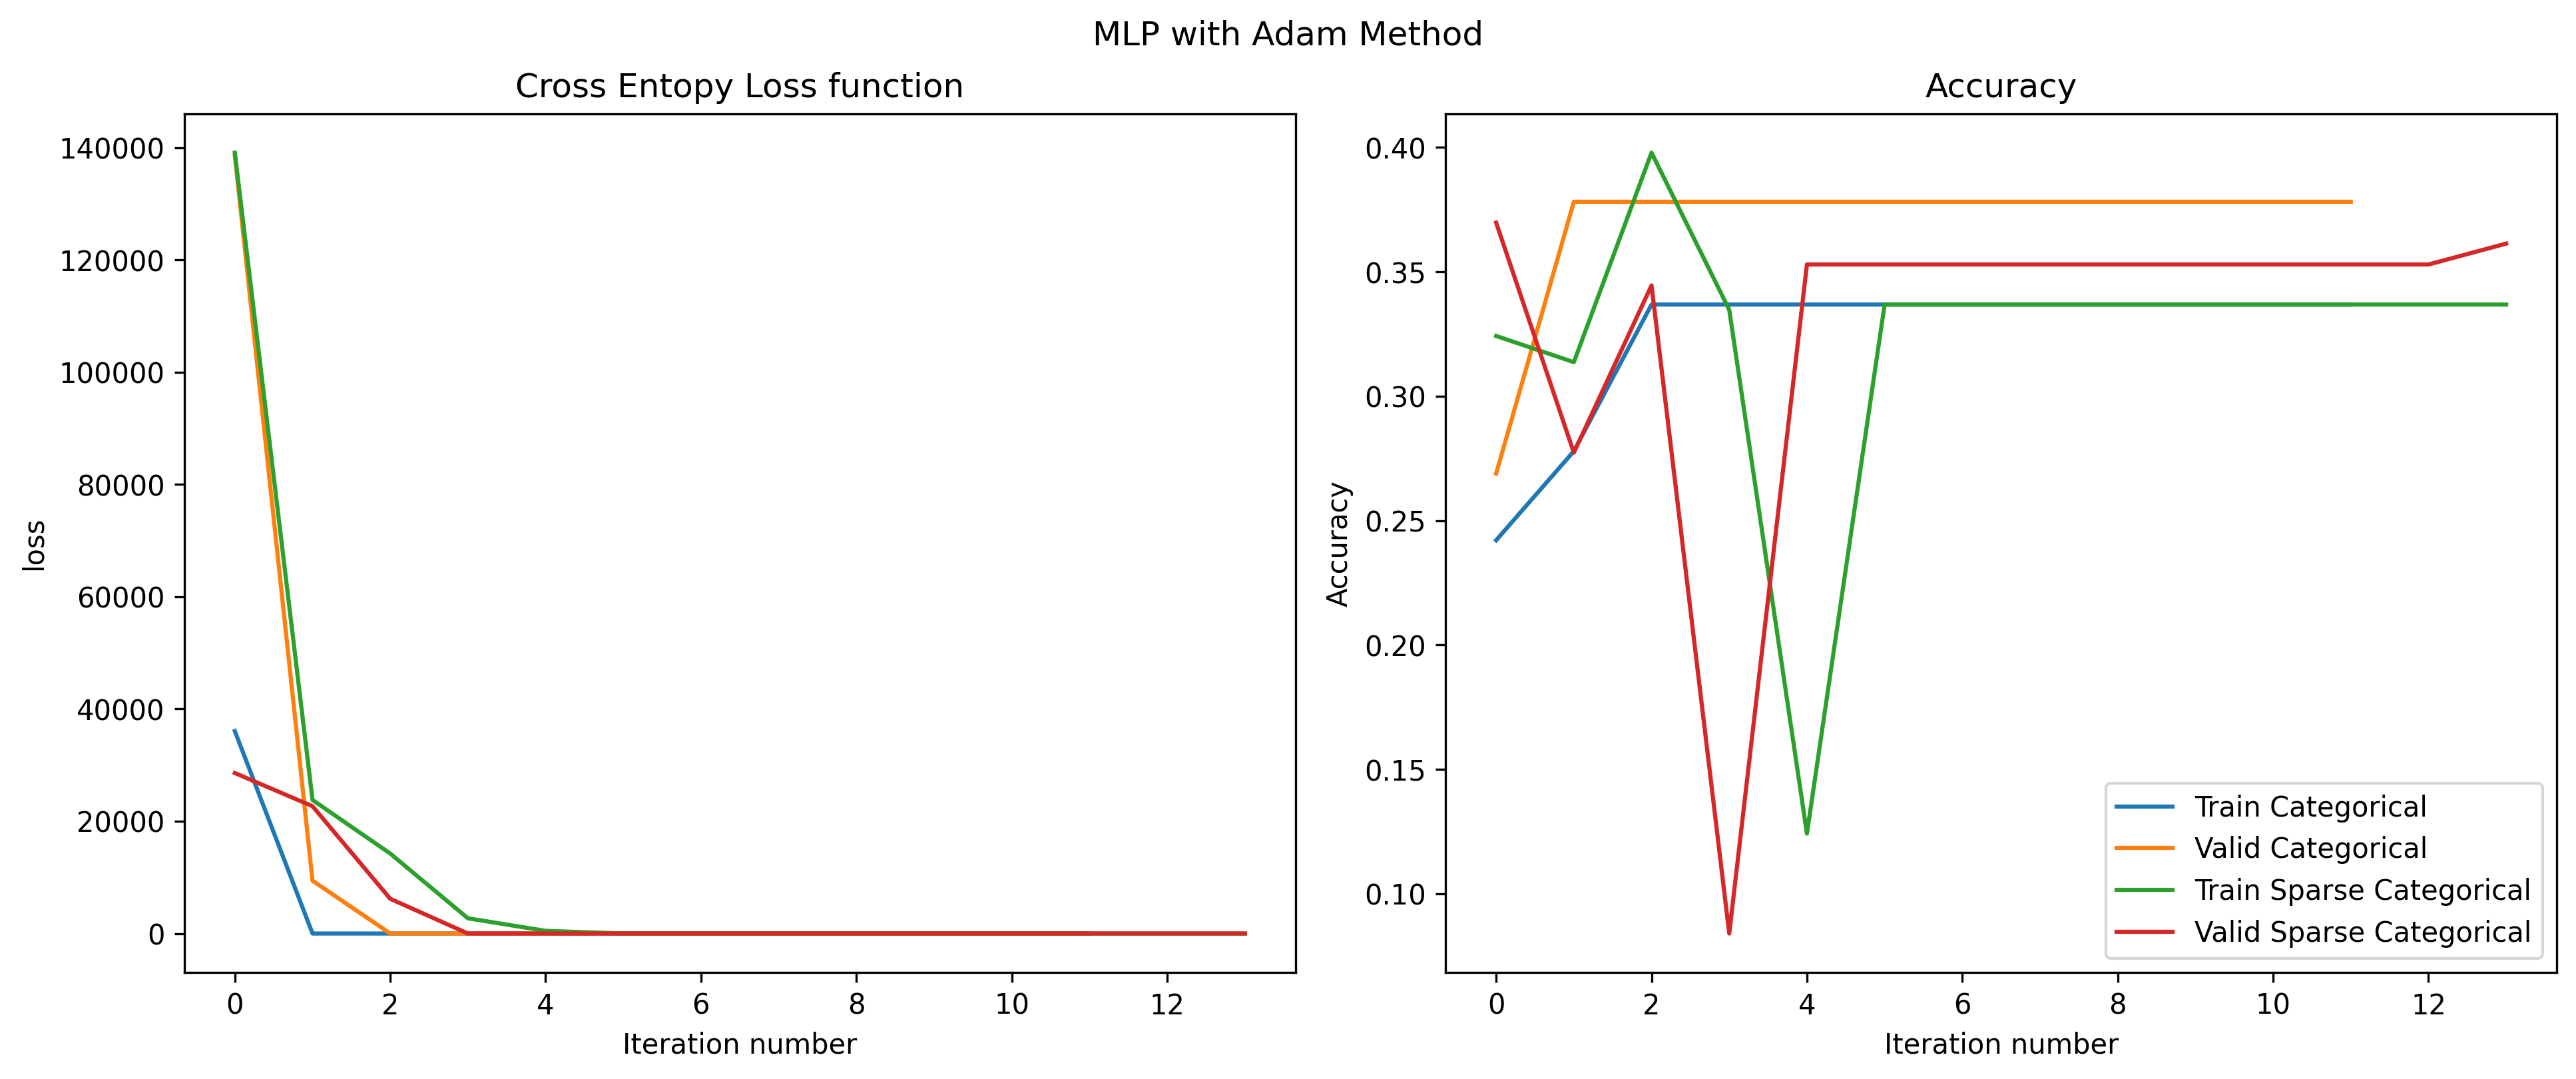 MLP with Adam Method
Cross Entopy Loss function
140000
120000
100000
80000
60000
40000
20000
0
loss
0 2 4 6 8 10 12
Iteration number
Accuracy
0.40
0.35
0.30
0.25
0.20
0.15
0.10
Accuracy
0 2 4 6 8 10 12
Iteration number
Train Categorical
Valid Categorical
Train Sparse Categorical
Valid Sparse Categorical